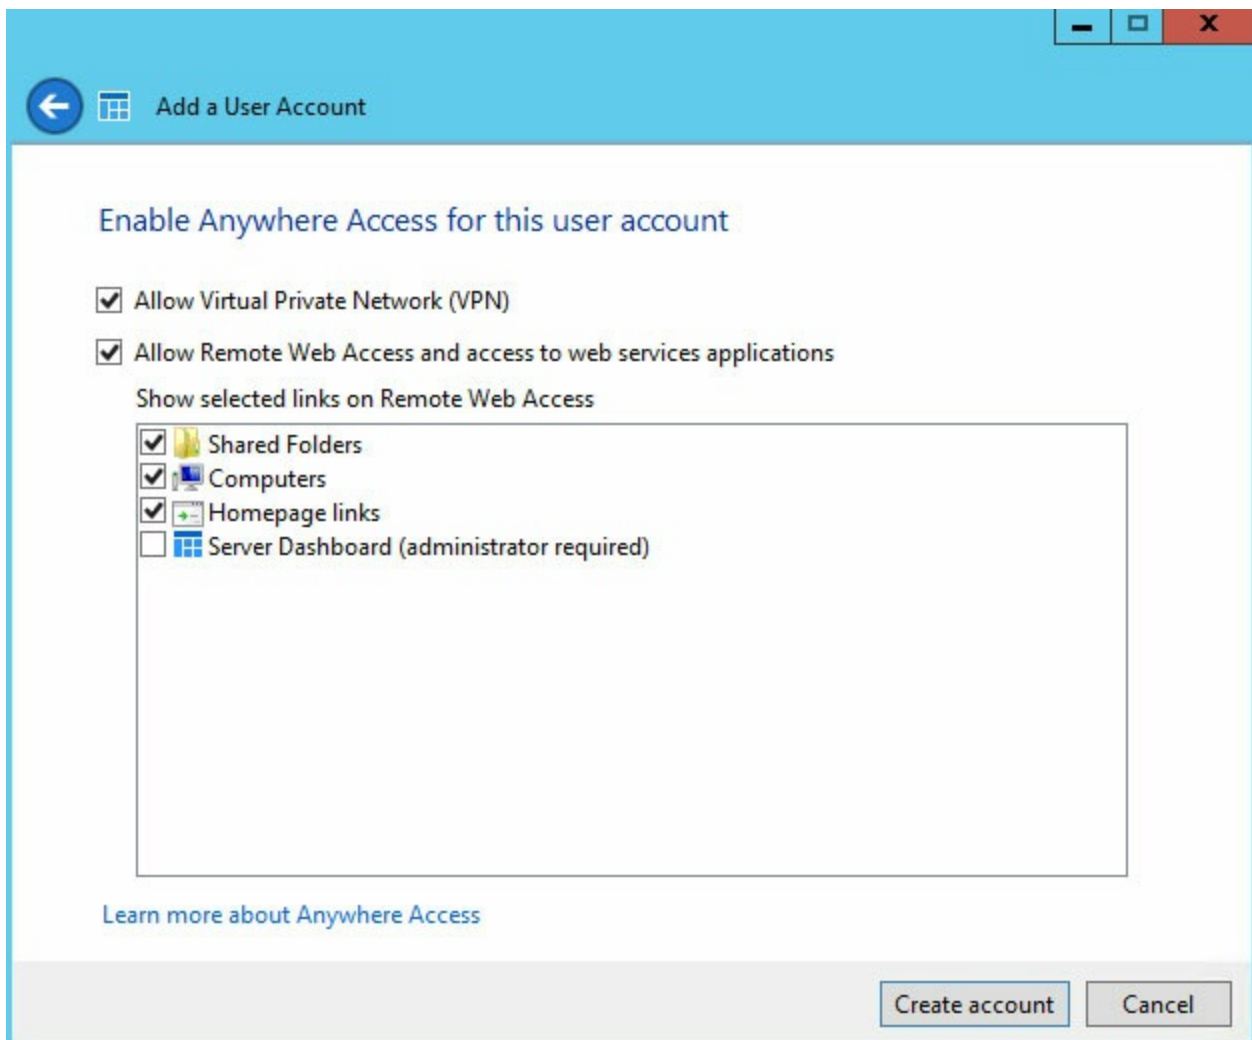 Add a User Account
Enable Anywhere Access for this user account
Allow Virtual Private Network (VPN)
Allow Remote Web Access and access to web services applications
Show selected links on Remote Web Access
Shared Folders
Computers
Homepage links
Server Dashboard (administrator required)
Learn more about Anywhere Access
Create account
Cancel